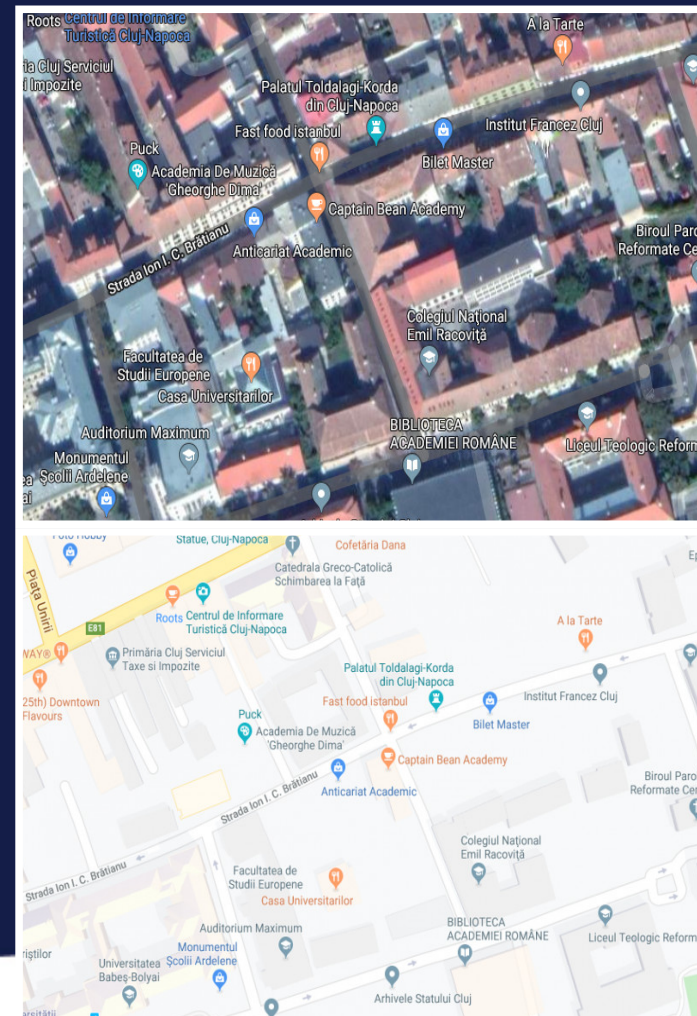 Roots
Centrul de Informare
Turistică Cluj-Napoca
ia Cluj Serviciul
i Impozite
A la Tarte
Palatul Toldalagi-Korda
din Cluj-Napoca
Institut Francez Cluj
Fast food istanbul
Bilet Master
Puck
Academia De Muzică
'Gheorghe Dima'
Captain Bean Academy
Strada Ion I. C. Brătianu
Anticariat Academic
Biroul Paro
Reformate Ce
Colegiul Național
Emil Racoviță
Facultatea de
Studii Europene
Casa Universitarilor
Auditorium Maximum
BIBLIOTECA
ACADEMIEI ROMÂNE
Liceul Teologic Reform
Monumentul
Școlii Ardelene
ai
Foto Hobby
Statue, Cluj-Napoca
Cofetăria Dana
Catedrala Greco-Catolică
Schimbarea la Față
Piața Unirii
Roots
Centrul de Informare
Turistică Cluj-Napoca
E81
WAY®
Primăria Cluj Serviciul
Taxe si Impozite
A la Tarte
25th) Downtown
Flavours
Palatul Toldalagi-Korda
din Cluj-Napoca
Institut Francez Cluj
Fast food istanbul
Bilet Master
Puck
Academia De Muzică
'Gheorghe Dima'
Captain Bean Academy
Anticariat Academic
Biroul Paro
Reformate Ce
Strada Ion I. C. Brătianu
Strada Ion I. C. Brătianu
Colegiul Național
Emil Racoviță
Facultatea de
Studii Europene
Casa Universitarilor
Auditorium Maximum
BIBLIOTECA
ACADEMIEI ROMÂNE
Liceul Teologic Reform
riștilor
Universitatea
Babeș-Bolyai
Monumentul
Școlii Ardelene
Arhivele Statului Cluj